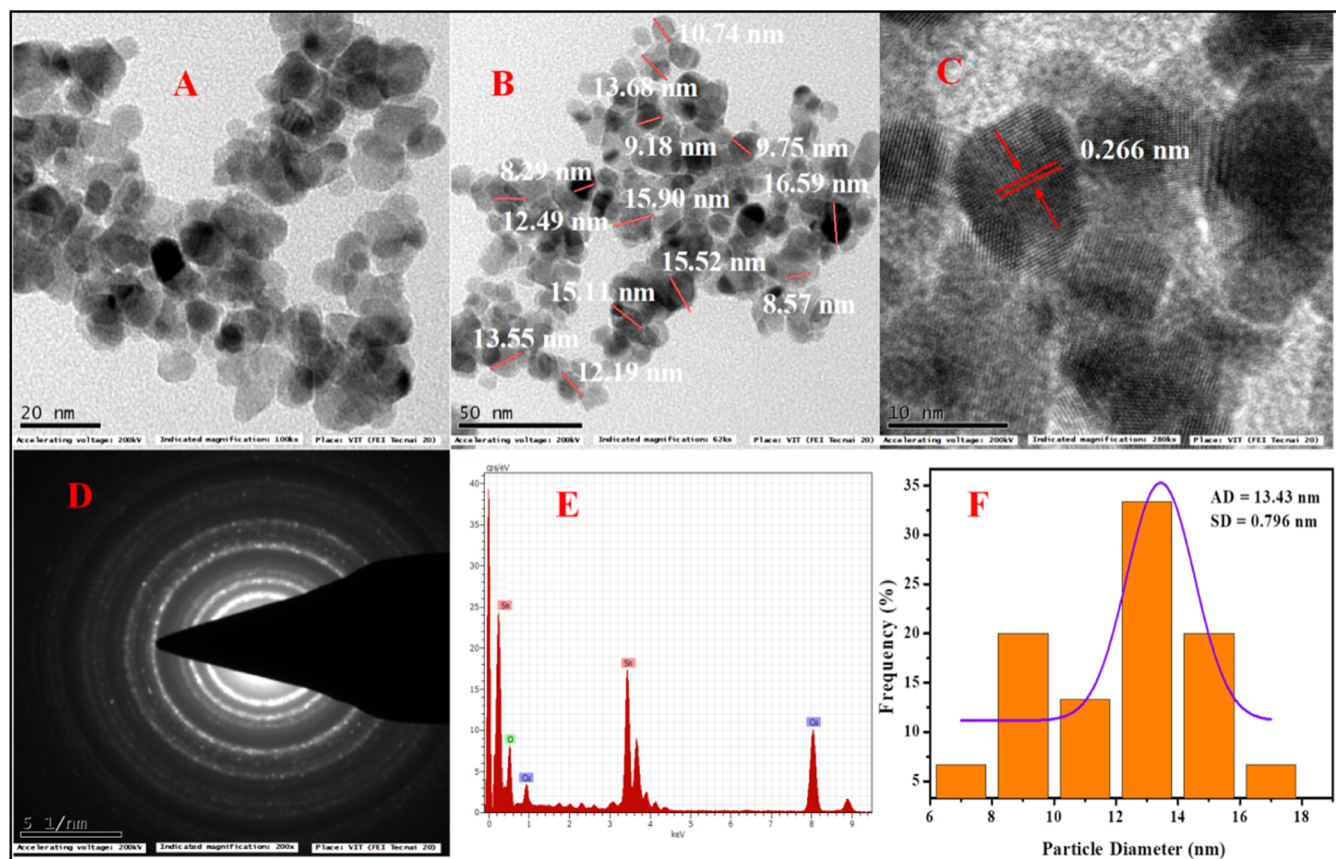 A
20 nm
Accelerating voltage: 200kV Indicated magnification: 100kx Place: VIT (FEI Tecnai 20)
B
10.74 nm
13.68 nm
9.18 nm
9.75 nm
8.29 nm
15.90 nm
16.59 nm
12.49 nm
15.52 nm
15.11 nm
8.57 nm
13.55 nm
12.19 nm
50 nm
Accelerating voltage: 200kV Indicated magnification: 62kx Place: VIT (FEI Tecnai 20)
C
0.266 nm
10 nm
Accelerating voltage: 200kV Indicated magnification: 280kx Place: VIT (FEI Tecnai 20)
D
5 1/nm
Accelerating voltage: 200kV Indicated magnification: 200x Place: VIT (FEI Tecnai 20)
E
cps/eV
40
35
30
25
20
15
10
5
0
Sn
O
Cu
Sn
Cu
0 1 2 3 4 5 6 7 8 9
keV
F
AD = 13.43 nm
SD = 0.796 nm
Frequency (%)
35
30
25
20
15
10
5
6 8 10 12 14 16 18
Particle Diameter (nm)